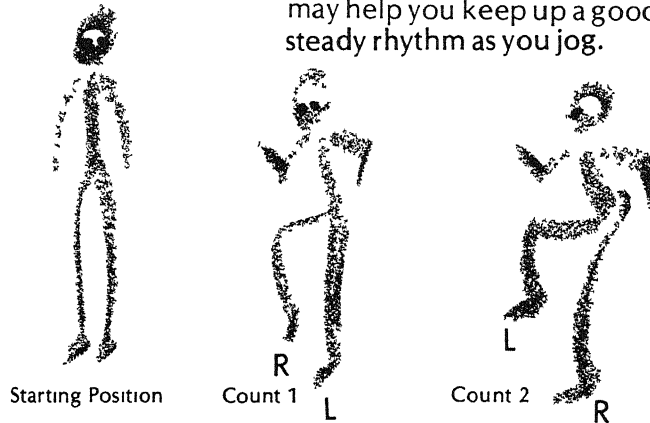 may help you keep up a good
steady rhythm as you jog.
R
L
L
R
Starting Position
Count 1
Count 2